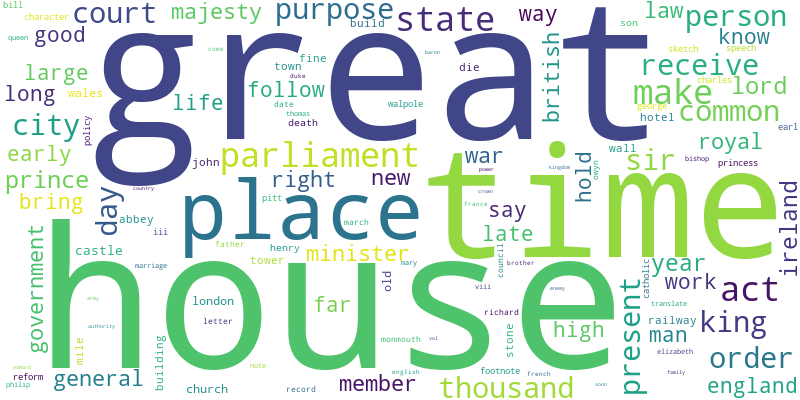 bill
character
queen
good
court
majesty
purpose
build
state
way
son
law
person
know
large
wales
town
fine
duke
come
baron
die
british
sketch
speech
receive
long
life
follow
date
thomas
death
walpole
great
make
charles
george
hotel
lord
common
earl
city
policy
early
john
parliament
war
power
wall
sir
royal
bishop
princess
prince
bring
country
day
abbey
iii
right
pitt
new
place
march
crown
france
say
late
kingdom
hold
owyn
time
ireland
government
castle
marriage
father
henry
tower
minister
mary
old
council
viii
brother
enemy
catholic
year
work
translate
act
present
house
army
authority
london
letter
far
monmouth
richard
stone
high
railway
man
king
elizabeth
family
order
mile
building
reform
edward
philip
general
church
note
record
member
english
vol
french
footnote
thousand
soon
england